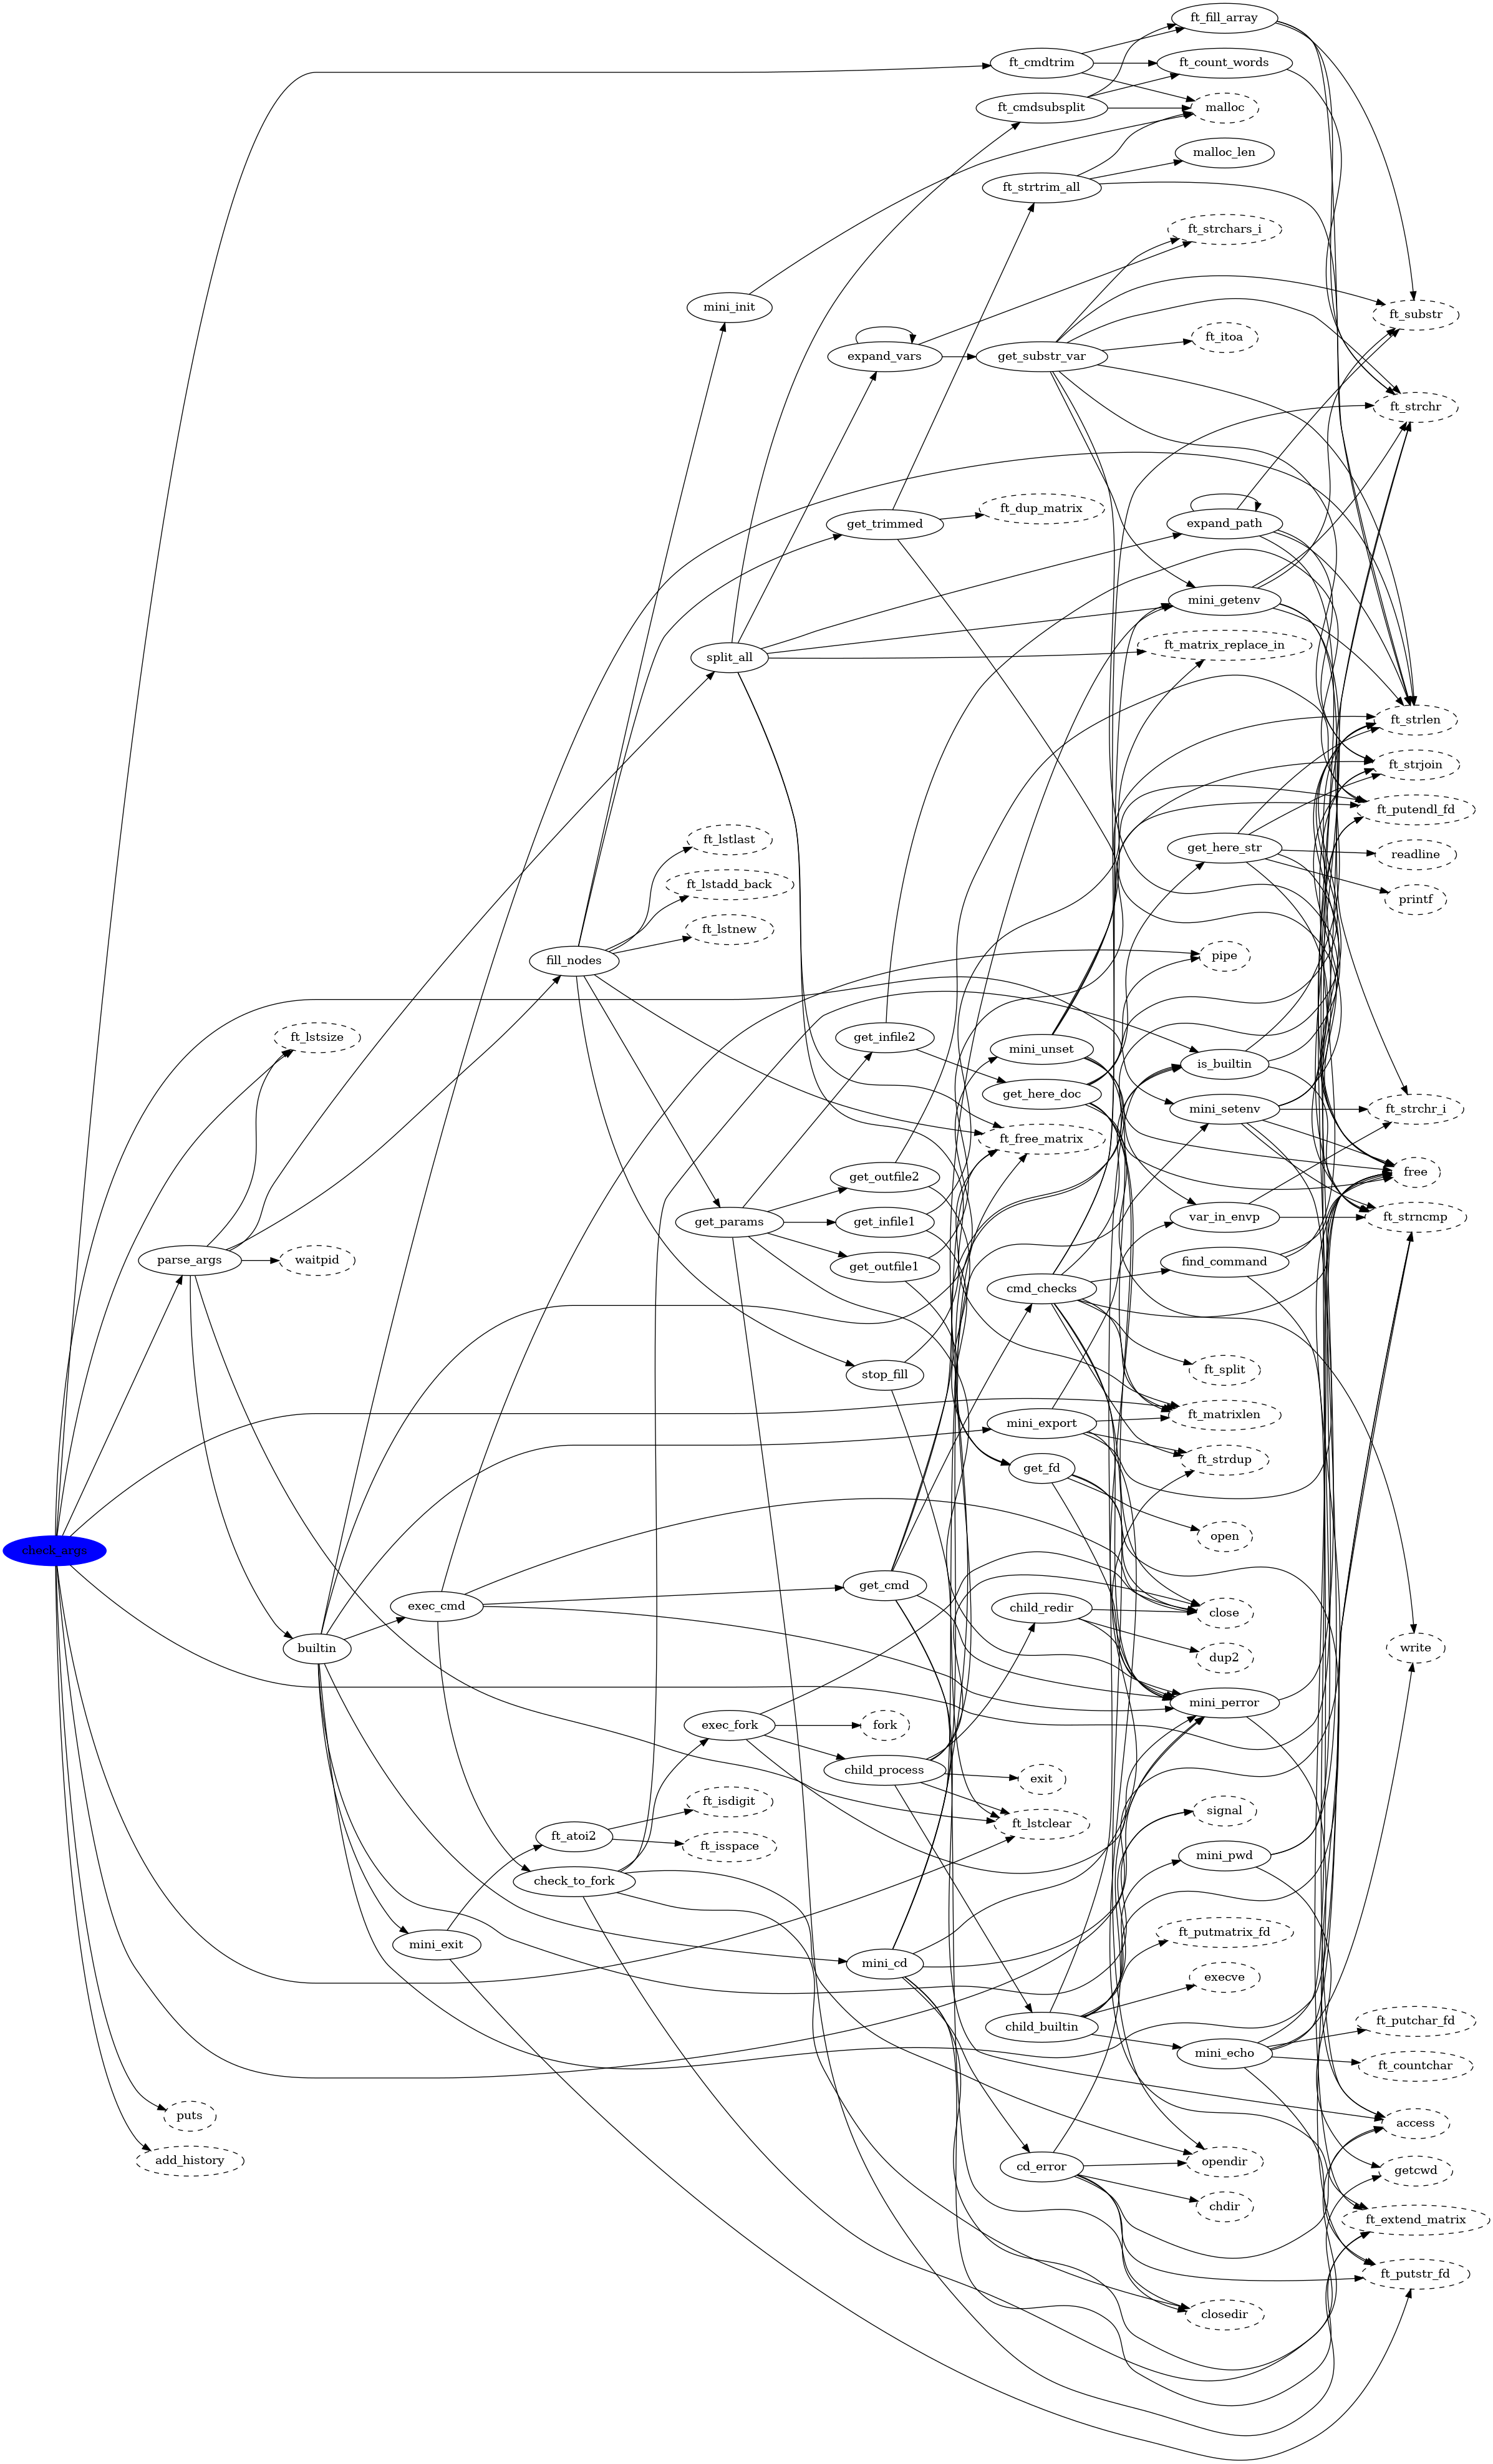 ft_fill_array
ft_cmdtrim
ft_count_words
ft_cmdsubsplit
malloc
malloc_len
ft_strtrim_all
ft_strchars_i
mini_init
ft_substr
ft_itoa
expand_vars
get_substr_var
ft_strchr
ft_dup_matrix
get_trimmed
expand_path
mini_getenv
ft_matrix_replace_in
split_all
ft_strlen
ft_strjoin
ft_putendl_fd
ft_lstlast
get_here_str
readline
ft_lstadd_back
printf
ft_lstnew
pipe
fill_nodes
ft_lstsize
get_infile2
mini_unset
is_builtin
get_here_doc
mini_setenv
ft_strchr_i
ft_free_matrix
free
get_outfile2
get_params
get_infile1
var_in_envp
ft_strncmp
parse_args
waitpid
get_outfile1
find_command
cmd_checks
ft_split
stop_fill
ft_matrixlen
mini_export
ft_strdup
get_fd
open
check_args
get_cmd
exec_cmd
child_redir
close
builtin
dup2
write
mini_perror
exec_fork
fork
child_process
exit
ft_isdigit
signal
ft_lstclear
ft_atoi2
ft_isspace
mini_pwd
check_to_fork
ft_putmatrix_fd
mini_exit
mini_cd
execve
child_builtin
ft_putchar_fd
mini_echo
ft_countchar
puts
access
add_history
cd_error
opendir
getcwd
chdir
ft_extend_matrix
ft_putstr_fd
closedir